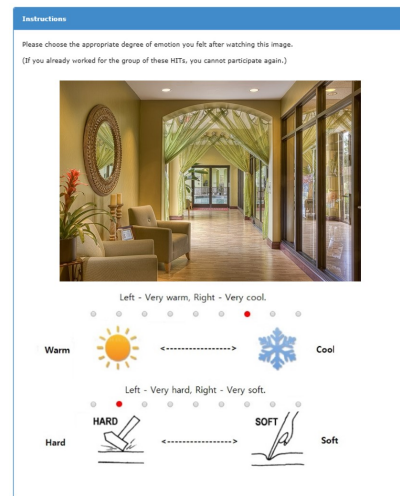 Instructions
Please choose the appropriate degree of emotion you felt after watching this image.
(If you already worked for the group of these HITs, you cannot participate again.)
Left - Very warm, Right - Very cool.
Warm <---------------> Cool
Left - Very hard, Right - Very soft.
HARD SOFT
Hard <---------------> Soft